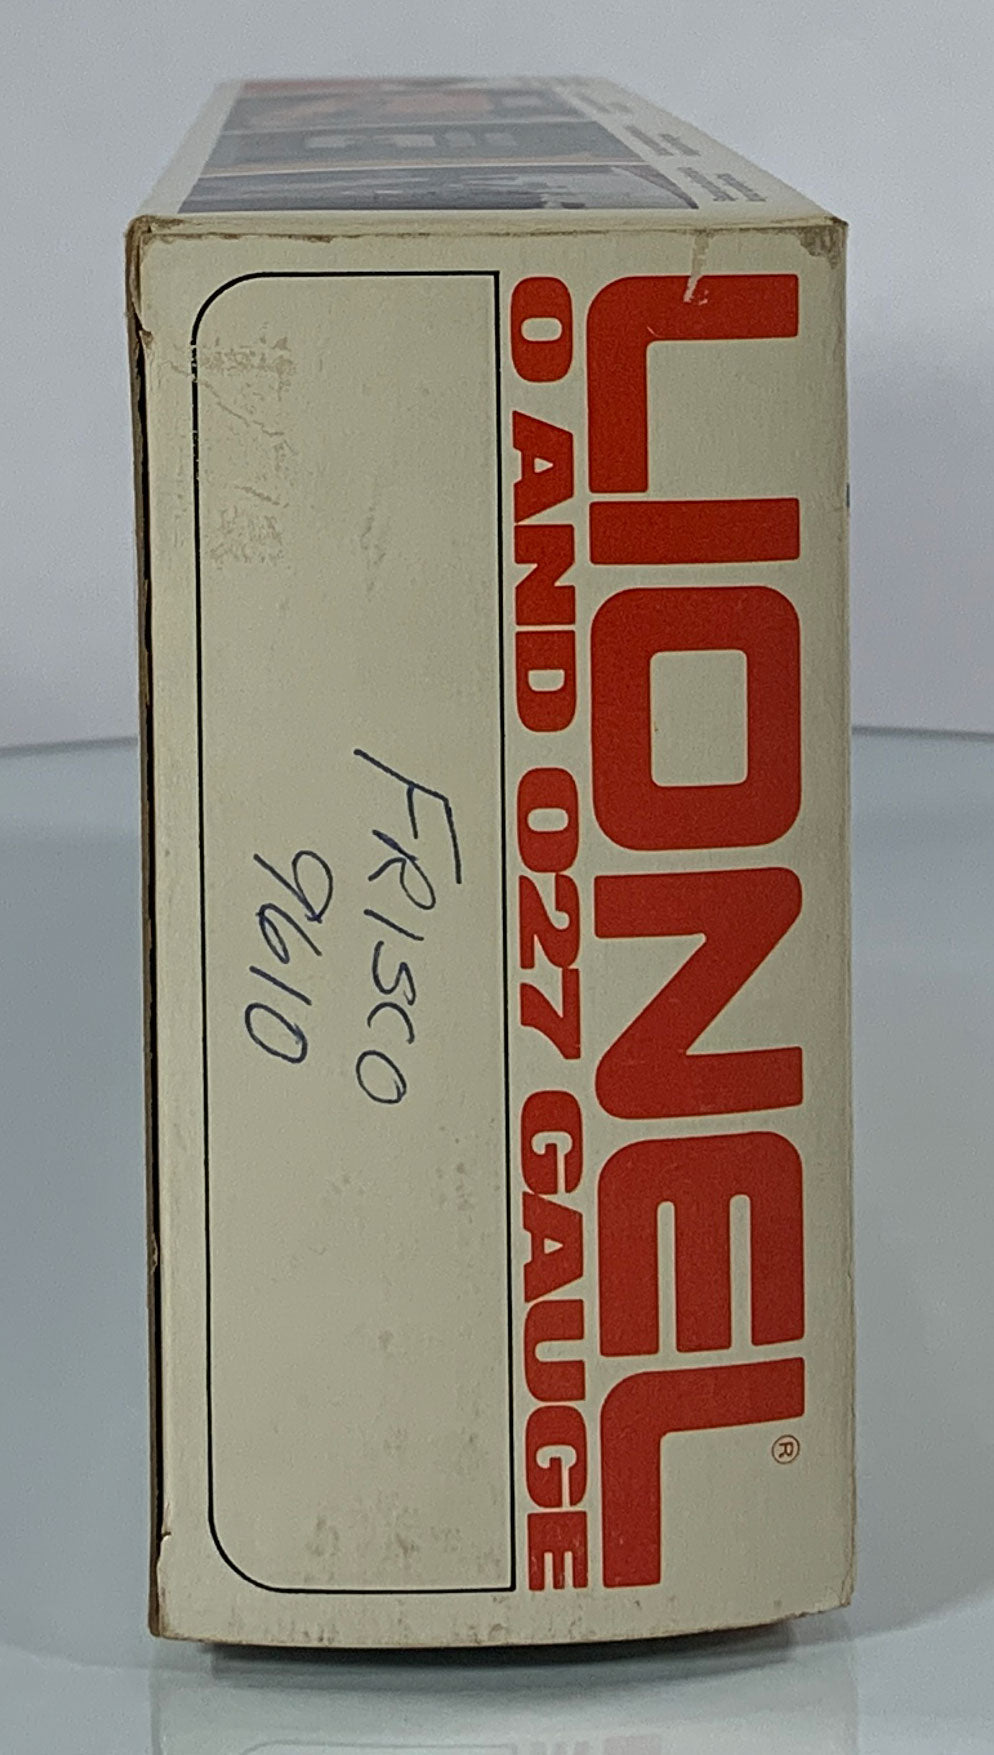 LIONEL®
O AND O27 GAUGE
FRISCO
9610